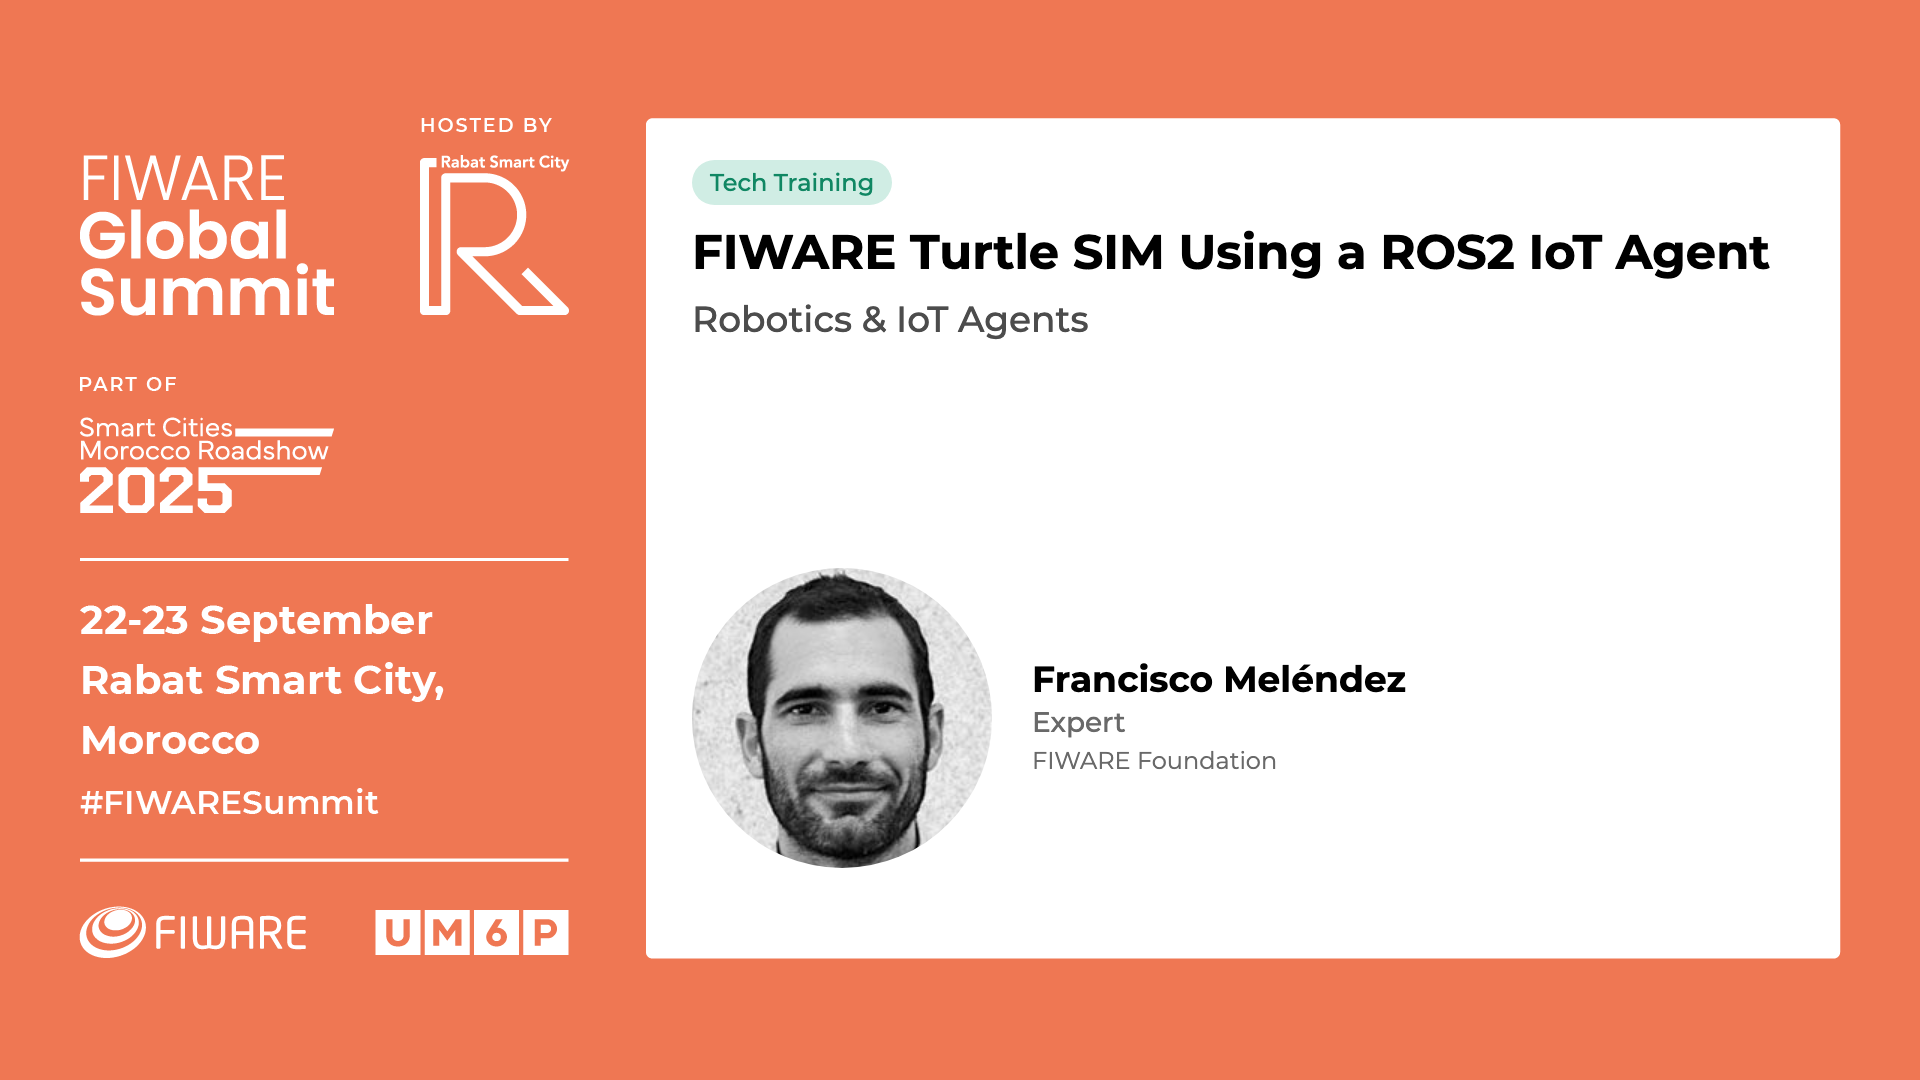 FIWARE
Global
Summit
HOSTED BY
Rabat Smart City
R
PART OF
Smart Cities
Morocco Roadshow
2025
22-23 September
Rabat Smart City,
Morocco
#FIWARESummit
FIWARE
UM6P
Tech Training
FIWARE Turtle SIM Using a ROS2 IoT Agent
Robotics & IoT Agents
Francisco Meléndez
Expert
FIWARE Foundation